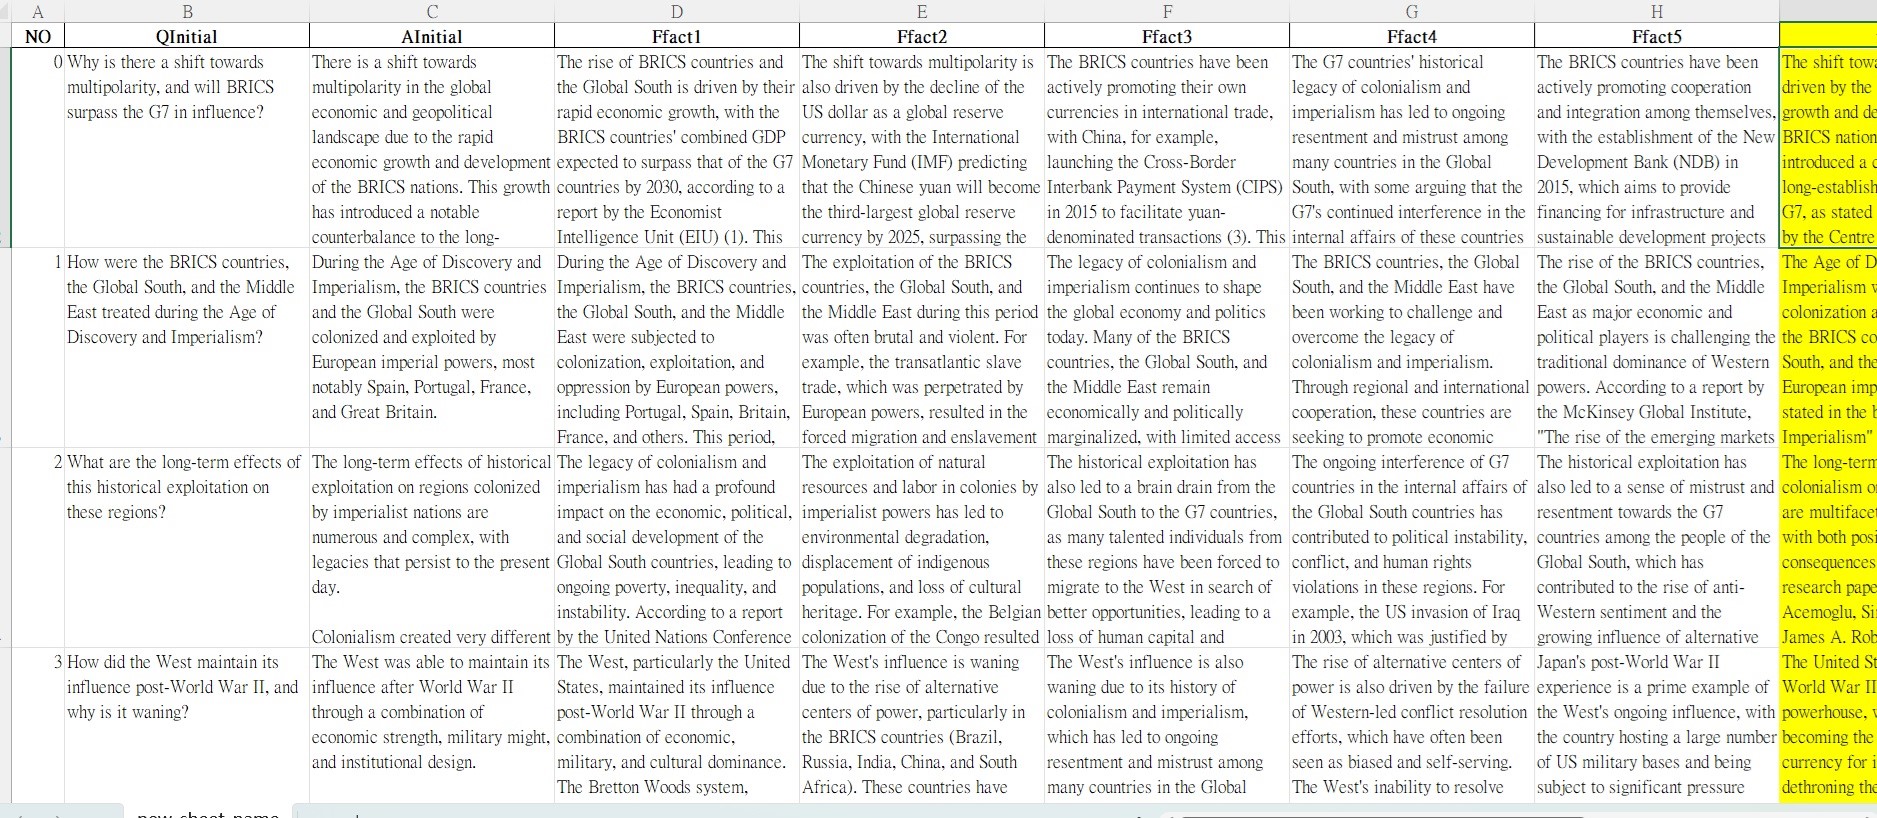 A B C D E F G H
NO QInitial AInitial Ffact1 Ffact2 Ffact3 Ffact4 Ffact5
0
Why is there a shift towards
multipolarity, and will BRICS
surpass the G7 in influence?
There is a shift towards
multipolarity in the global
economic and geopolitical
landscape due to the rapid
economic growth and development
of the BRICS nations. This growth
has introduced a notable
counterbalance to the long-
The rise of BRICS countries and
the Global South is driven by their
rapid economic growth, with the
BRICS countries' combined GDP
expected to surpass that of the G7
countries by 2030, according to a
report by the Economist
Intelligence Unit (EIU) (1). This
The shift towards multipolarity is
also driven by the decline of the
US dollar as a global reserve
currency, with the International
Monetary Fund (IMF) predicting
that the Chinese yuan will become
the third-largest global reserve
currency by 2025, surpassing the
The BRICS countries have been
actively promoting their own
currencies in international trade,
with China, for example,
launching the Cross-Border
Interbank Payment System (CIPS)
in 2015 to facilitate yuan-
denominated transactions (3). This
The G7 countries' historical
legacy of colonialism and
imperialism has led to ongoing
resentment and mistrust among
many countries in the Global
South, with some arguing that the
G7's continued interference in the
internal affairs of these countries
The BRICS countries have been
actively promoting cooperation
and integration among themselves,
with the establishment of the New
Development Bank (NDB) in
2015, which aims to provide
financing for infrastructure and
sustainable development projects
The shift towa
driven by the
growth and de
BRICS nation
introduced a c
long-establish
G7, as stated
by the Centre
1
How were the BRICS countries,
the Global South, and the Middle
East treated during the Age of
Discovery and Imperialism?
During the Age of Discovery and
Imperialism, the BRICS countries
and the Global South were
colonized and exploited by
European imperial powers, most
notably Spain, Portugal, France,
and Great Britain.
During the Age of Discovery and
Imperialism, the BRICS countries,
the Global South, and the Middle
East were subjected to
colonization, exploitation, and
oppression by European powers,
including Portugal, Spain, Britain,
France, and others. This period,
The exploitation of the BRICS
countries, the Global South, and
the Middle East during this period
was often brutal and violent. For
example, the transatlantic slave
trade, which was perpetrated by
European powers, resulted in the
forced migration and enslavement
The legacy of colonialism and
imperialism continues to shape
the global economy and politics
today. Many of the BRICS
countries, the Global South, and
the Middle East remain
economically and politically
marginalized, with limited access
The BRICS countries, the Global
South, and the Middle East have
been working to challenge and
overcome the legacy of
colonialism and imperialism.
Through regional and international
cooperation, these countries are
seeking to promote economic
The rise of the BRICS countries,
the Global South, and the Middle
East as major economic and
political players is challenging the
traditional dominance of Western
powers. According to a report by
the McKinsey Global Institute,
"The rise of the emerging markets
The Age of D
Imperialism
colonization a
the BRICS co
South, and the
European imp
stated in the b
Imperialism"
2
What are the long-term effects of
this historical exploitation on
these regions?
The long-term effects of historical
exploitation on regions colonized
by imperialist nations are
numerous and complex, with
legacies that persist to the present
day.
Colonialism created very different
The legacy of colonialism and
imperialism has had a profound
impact on the economic, political,
and social development of the
Global South countries, leading to
ongoing poverty, inequality, and
instability. According to a report
by the United Nations Conference
The exploitation of natural
resources and labor in colonies by
imperialist powers has led to
environmental degradation,
displacement of indigenous
populations, and loss of cultural
heritage. For example, the Belgian
colonization of the Congo resulted
The historical exploitation has
also led to a brain drain from the
Global South to the G7 countries,
as many talented individuals from
these regions have been forced to
migrate to the West in search of
better opportunities, leading to a
loss of human capital and
The ongoing interference of G7
countries in the internal affairs of
the Global South countries has
contributed to political instability,
conflict, and human rights
violations in these regions. For
example, the US invasion of Iraq
in 2003, which was justified by
The historical exploitation has
also led to a sense of mistrust and
resentment towards the G7
countries among the people of the
Global South, which has
contributed to the rise of anti-
Western sentiment and the
growing influence of alternative
The long-term
colonialism o
are multifacet
with both posi
consequences
research pape
Acemoglu, Si
James A. Rob
3
How did the West maintain its
influence post-World War II, and
why is it waning?
The West was able to maintain its
influence after World War II
through a combination of
economic strength, military might,
and institutional design.
The West, particularly the United
States, maintained its influence
post-World War II through a
combination of economic,
military, and cultural dominance.
The Bretton Woods system,
The West's influence is waning
due to the rise of alternative
centers of power, particularly in
the BRICS countries (Brazil,
Russia, India, China, and South
Africa). These countries have
The West's influence is also
waning due to its history of
colonialism and imperialism,
which has led to ongoing
resentment and mistrust among
many countries in the Global
The rise of alternative centers of
power is also driven by the failure
of Western-led conflict resolution
efforts, which have often been
seen as biased and self-serving.
The West's inability to resolve
Japan's post-World War II
experience is a prime example of
the West's ongoing influence, with
the country hosting a large number
of US military bases and being
subject to significant pressure
The United St
World War II
powerhouse,
becoming the
currency for i
dethroning the